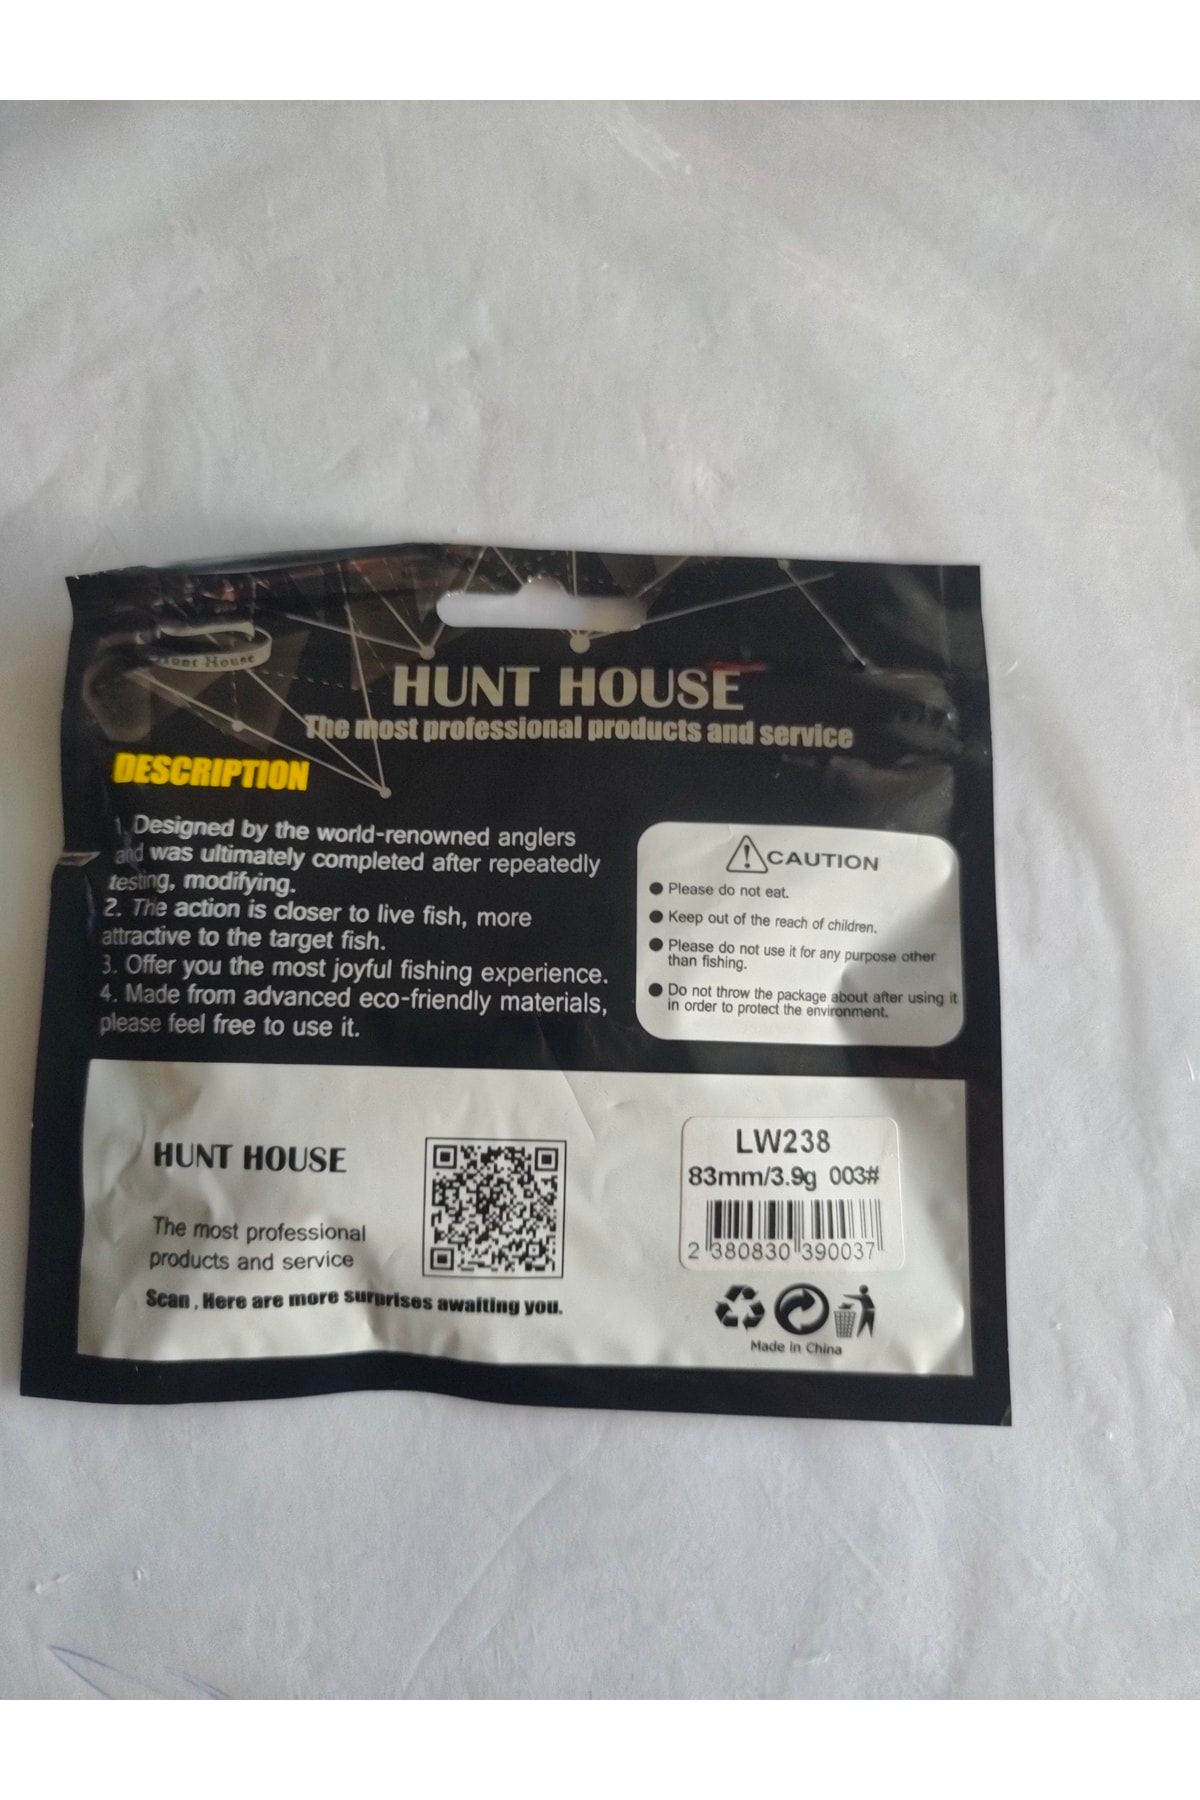 Hunt House
HUNT HOUSE
The most professional products and service
DESCRIPTION
1. Designed by the world-renowned anglers
and was ultimately completed after repeatedly
testing, modifying.
2. The action is closer to live fish, more
attractive to the target fish.
3. Offer you the most joyful fishing experience.
4. Made from advanced eco-friendly materials,
please feel free to use it.
CAUTION
● Please do not eat.
● Keep out of the reach of children.
● Please do not use it for any purpose other
than fishing.
● Do not throw the package about after using it
in order to protect the environment.
HUNT HOUSE
The most professional
products and service
Scan , Here are more surprises awaiting you.
LW238
83mm/3.9g 003#
2 380830 390037
Made in China